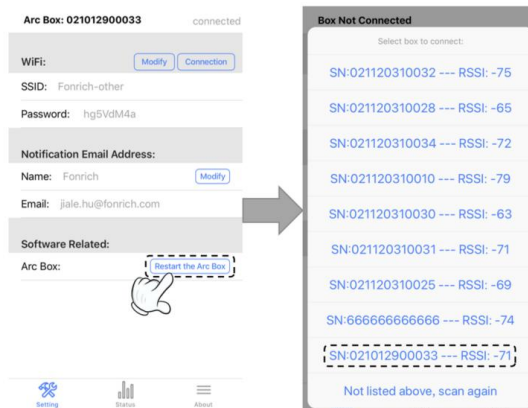 Arc Box: 021012900033 connected
WiFi: Modify Connection
SSID: Fonrich-other
Password: hg5VdM4a
Notification Email Address:
Name: Fonrich Modify
Email: jiale.hu@fonrich.com
Software Related:
Arc Box: Restart the Arc Box
Setting Status About
Box Not Connected
Select box to connect:
SN:021120310032 --- RSSI: -75
SN:021120310028 --- RSSI: -65
SN:021120310034 --- RSSI: -72
SN:021120310010 --- RSSI: -79
SN:021120310030 --- RSSI: -63
SN:021120310031 --- RSSI: -71
SN:021120310025 --- RSSI: -69
SN:666666666666 --- RSSI: -74
SN:021012900033 --- RSSI: -71
Not listed above, scan again